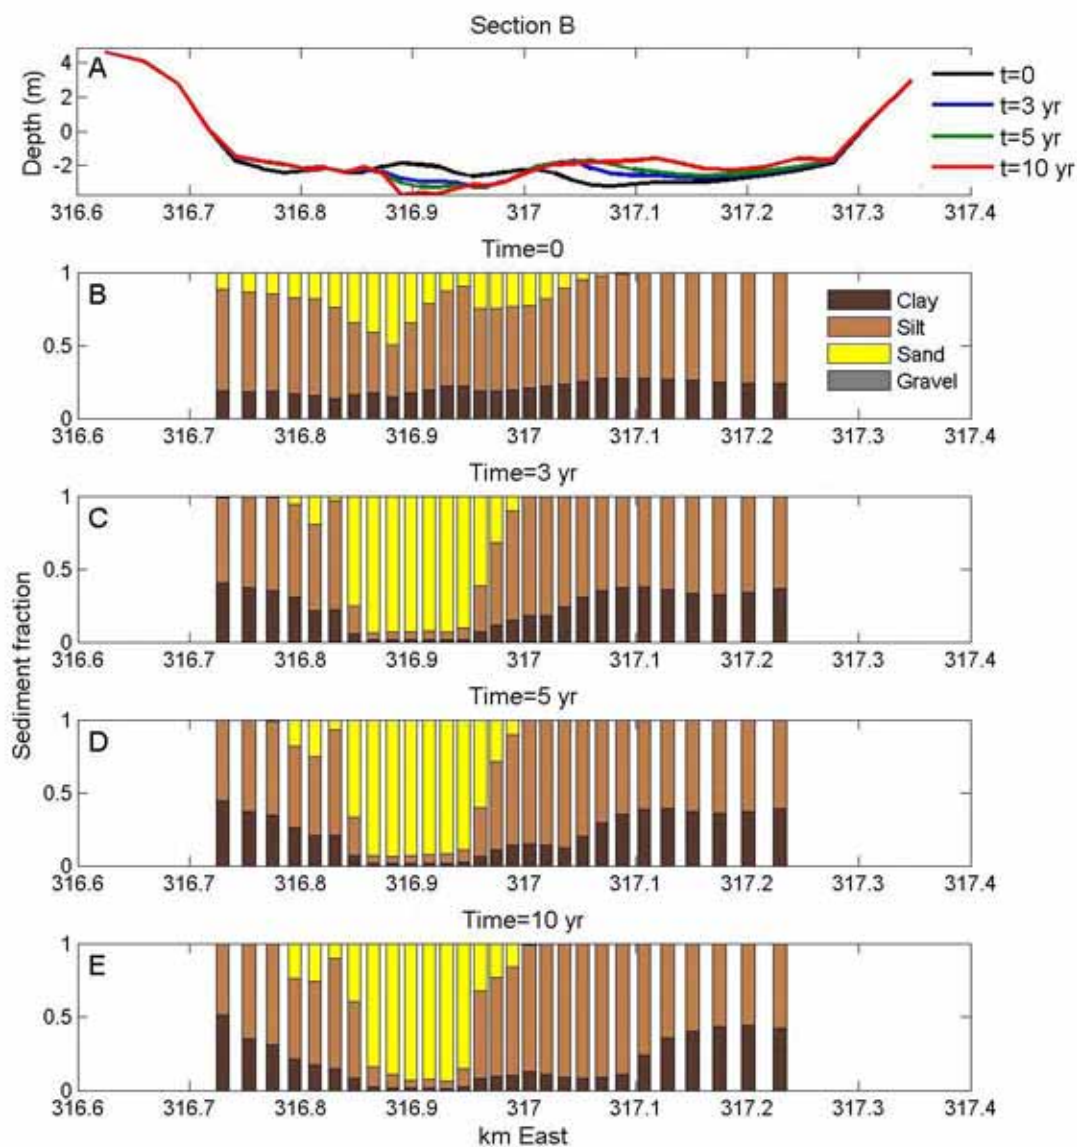 Section B
A
Depth (m)
4
2
0
-2
t=0
t=3 yr
t=5 yr
t=10 yr
316.6 316.7 316.8 316.9 317 317.1 317.2 317.3 317.4
Time=0
B
1
0.5
0
Clay
Silt
Sand
Gravel
316.6 316.7 316.8 316.9 317 317.1 317.2 317.3 317.4
Time=3 yr
C
1
0.5
0
316.6 316.7 316.8 316.9 317 317.1 317.2 317.3 317.4
Sediment fraction
Time=5 yr
D
1
0.5
0
316.6 316.7 316.8 316.9 317 317.1 317.2 317.3 317.4
Time=10 yr
E
1
0.5
0
316.6 316.7 316.8 316.9 317 317.1 317.2 317.3 317.4
km East